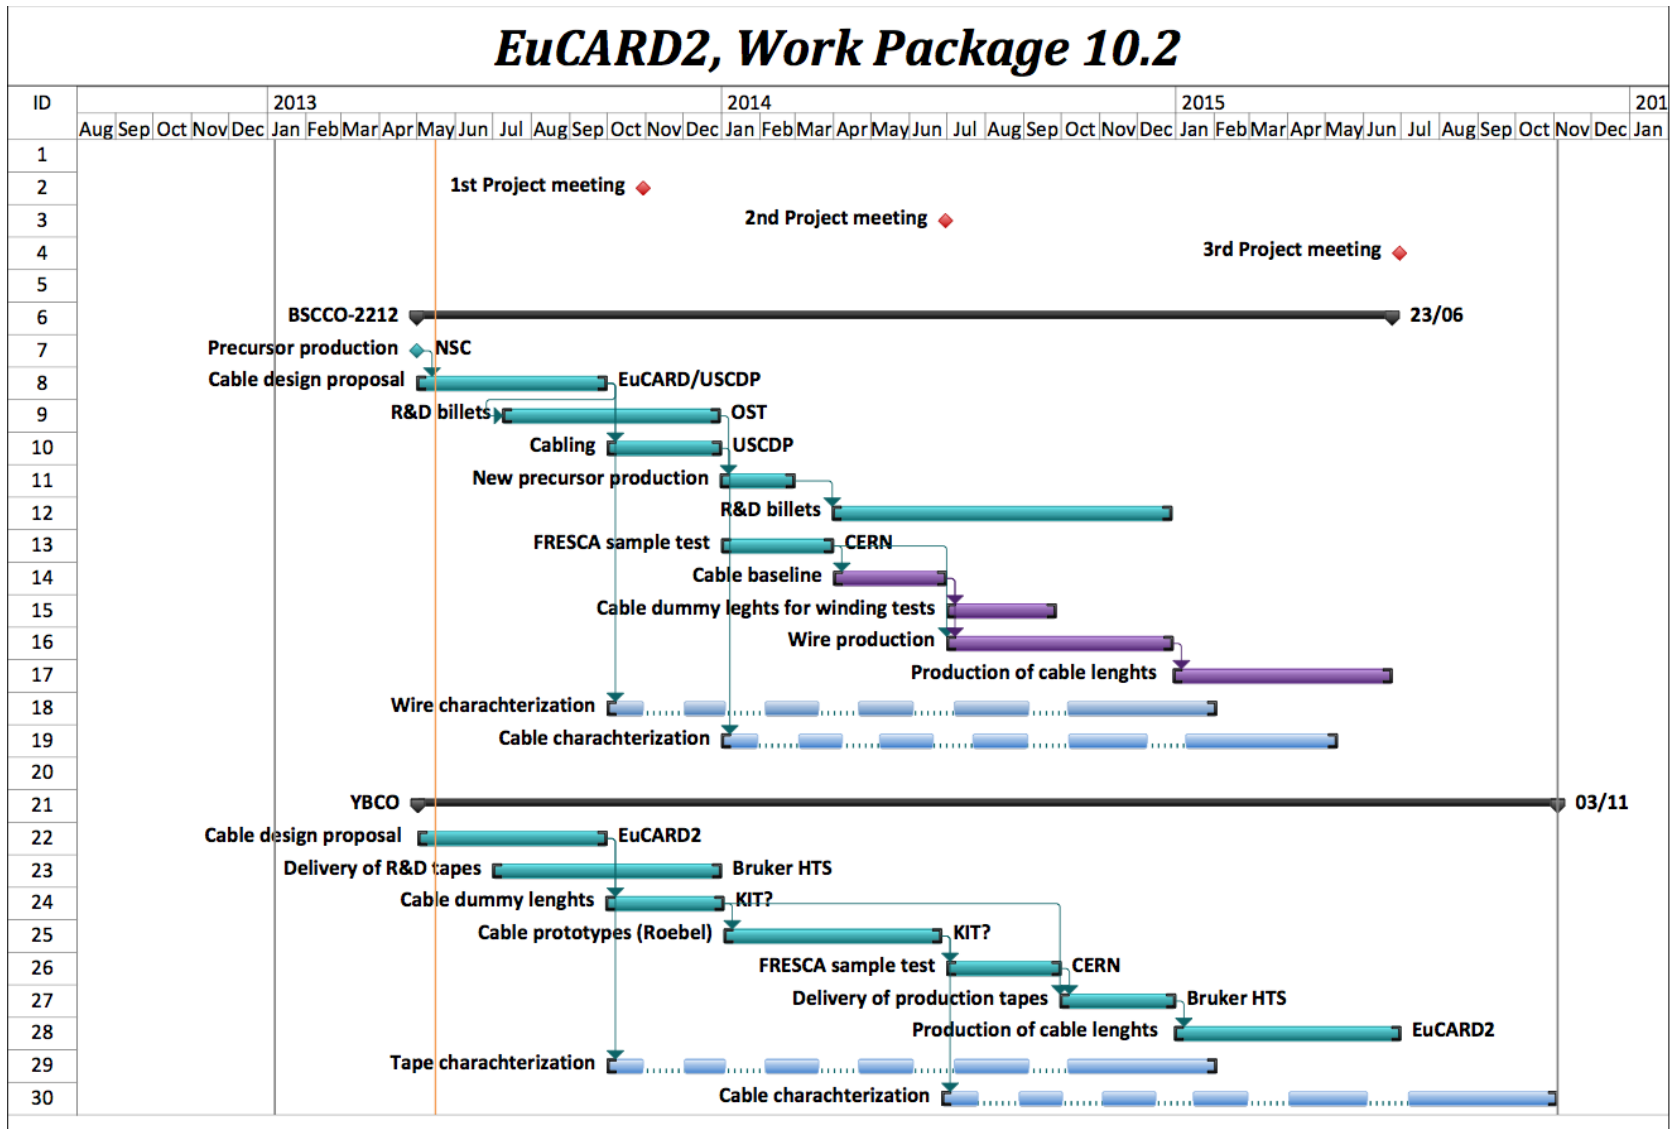 EuCARD2, Work Package 10.2
ID 2013 2014 2015 201
Aug Sep Oct Nov Dec Jan Feb Mar Apr May Jun Jul Aug Sep Oct Nov Dec Jan Feb Mar Apr May Jun Jul Aug Sep Oct Nov Dec Jan Feb Mar Apr May Jun Jul Aug Sep Oct Nov Dec Jan
1
2 1st Project meeting
3 2nd Project meeting
4 3rd Project meeting
5
6 BSCCO-2212 23/06
7 Precursor production NSC
8 Cable design proposal EuCARD/USCDP
9 R&D billets OST
10 Cabling USCDP
11 New precursor production
12 R&D billets
13 FRESCA sample test CERN
14 Cable baseline
15 Cable dummy leghts for winding tests
16 Wire production
17 Production of cable lenghts
18 Wire charachterization
19 Cable charachterization
20
21 YBCO 03/11
22 Cable design proposal EuCARD2
23 Delivery of R&D tapes Bruker HTS
24 Cable dummy lenghts KIT?
25 Cable prototypes (Roebel) KIT?
26 FRESCA sample test CERN
27 Delivery of production tapes Bruker HTS
28 Production of cable lenghts EuCARD2
29 Tape charachterization
30 Cable charachterization